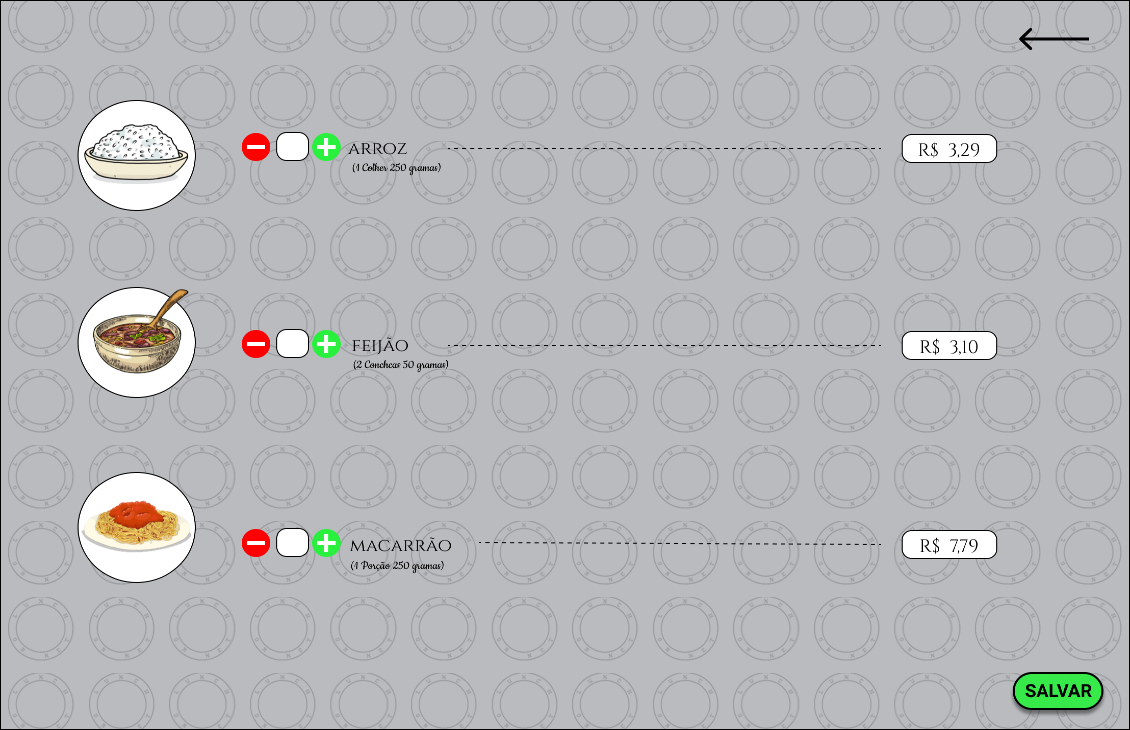 ARROZ
R$ 3,29
(1 Colher 250 gramas)
FEIJÃO
R$ 3,10
(2 Conchcas 50 gramas)
MACARRÃO
R$ 7,79
(1 Porção 250 gramas)
SALVAR